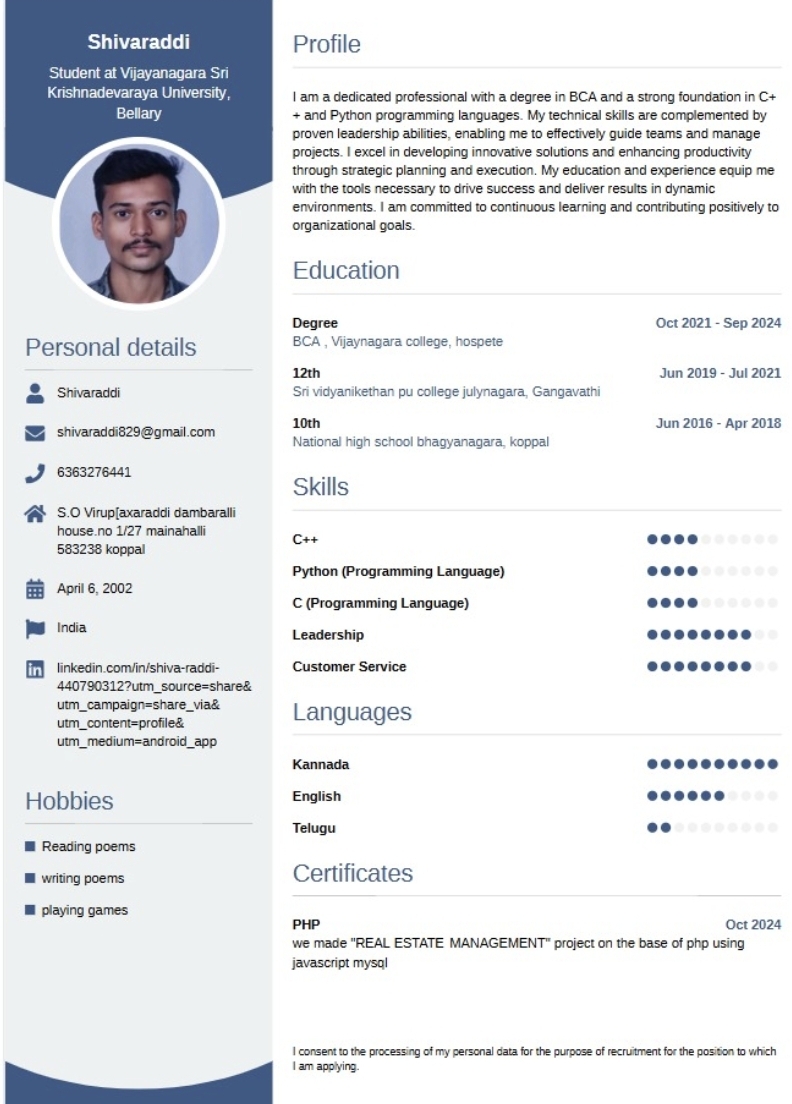 Shivaraddi
Student at Vijayanagara Sri
Krishnadevaraya University,
Bellary
Personal details
Shivaraddi
shivaraddi829@gmail.com
6363276441
S.O Virup[axaraddi dambaralli
house.no 1/27 mainahalli
583238 koppal
April 6, 2002
India
linkedin.com/in/shiva-raddi-
440790312?utm_source=share&
utm_campaign=share_via&
utm_content=profile&
utm_medium=android_app
Hobbies
Reading poems
writing poems
playing games
Profile
I am a dedicated professional with a degree in BCA and a strong foundation in C+
+ and Python programming languages. My technical skills are complemented by
proven leadership abilities, enabling me to effectively guide teams and manage
projects. I excel in developing innovative solutions and enhancing productivity
through strategic planning and execution. My education and experience equip me
with the tools necessary to drive success and deliver results in dynamic
environments. I am committed to continuous learning and contributing positively to
organizational goals.
Education
Degree Oct 2021 - Sep 2024
BCA , Vijaynagara college, hospete
12th Jun 2019 - Jul 2021
Sri vidyanikethan pu college julynagara, Gangavathi
10th Jun 2016 - Apr 2018
National high school bhagyanagara, koppal
Skills
C++
Python (Programming Language)
C (Programming Language)
Leadership
Customer Service
Languages
Kannada
English
Telugu
Certificates
PHP Oct 2024
we made "REAL ESTATE MANAGEMENT" project on the base of php using
javascript mysql
I consent to the processing of my personal data for the purpose of recruitment for the position to which
I am applying.